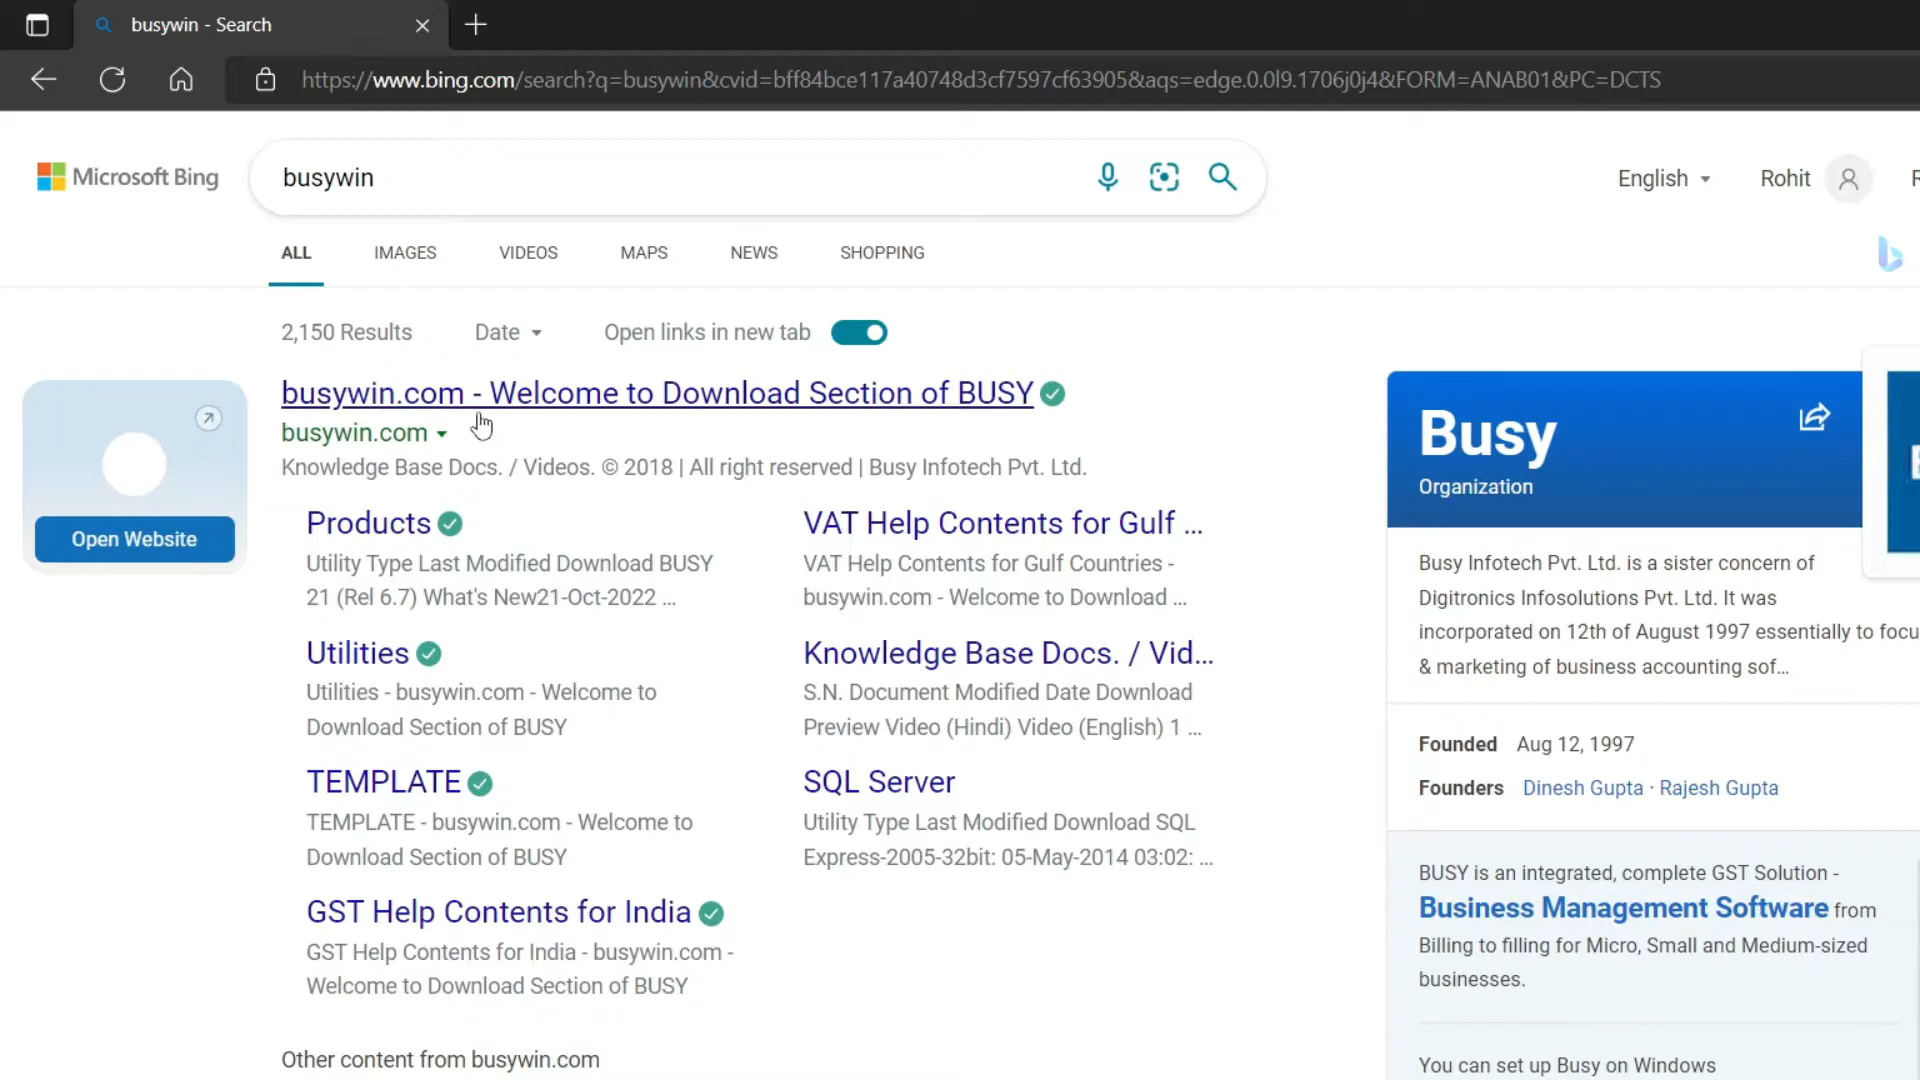 busywin - Search
https://www.bing.com/search?q=busywin&cvid=bff84bce117a40748d3cf7597cf63905&aqs=edge.0.0l9.1706j0j4&FORM=ANAB01&PC=DCTS
Microsoft Bing
busywin
English
Rohit
ALL IMAGES VIDEOS MAPS NEWS SHOPPING
2,150 Results Date Open links in new tab
Open Website
busywin.com - Welcome to Download Section of BUSY
busywin.com
Knowledge Base Docs. / Videos. © 2018 | All right reserved | Busy Infotech Pvt. Ltd.
Products
Utility Type Last Modified Download BUSY
21 (Rel 6.7) What's New21-Oct-2022 ...
VAT Help Contents for Gulf ...
VAT Help Contents for Gulf Countries -
busywin.com - Welcome to Download ...
Utilities
Utilities - busywin.com - Welcome to
Download Section of BUSY
Knowledge Base Docs. / Vid...
S.N. Document Modified Date Download
Preview Video (Hindi) Video (English) 1 ...
TEMPLATE
TEMPLATE - busywin.com - Welcome to
Download Section of BUSY
SQL Server
Utility Type Last Modified Download SQL
Express-2005-32bit: 05-May-2014 03:02: ...
GST Help Contents for India
GST Help Contents for India - busywin.com -
Welcome to Download Section of BUSY
Other content from busywin.com
Busy
Organization
Busy Infotech Pvt. Ltd. is a sister concern of
Digitronics Infosolutions Pvt. Ltd. It was
incorporated on 12th of August 1997 essentially to focu
& marketing of business accounting sof...
Founded Aug 12, 1997
Founders Dinesh Gupta · Rajesh Gupta
BUSY is an integrated, complete GST Solution -
Business Management Software from
Billing to filling for Micro, Small and Medium-sized
businesses.
You can set up Busy on Windows